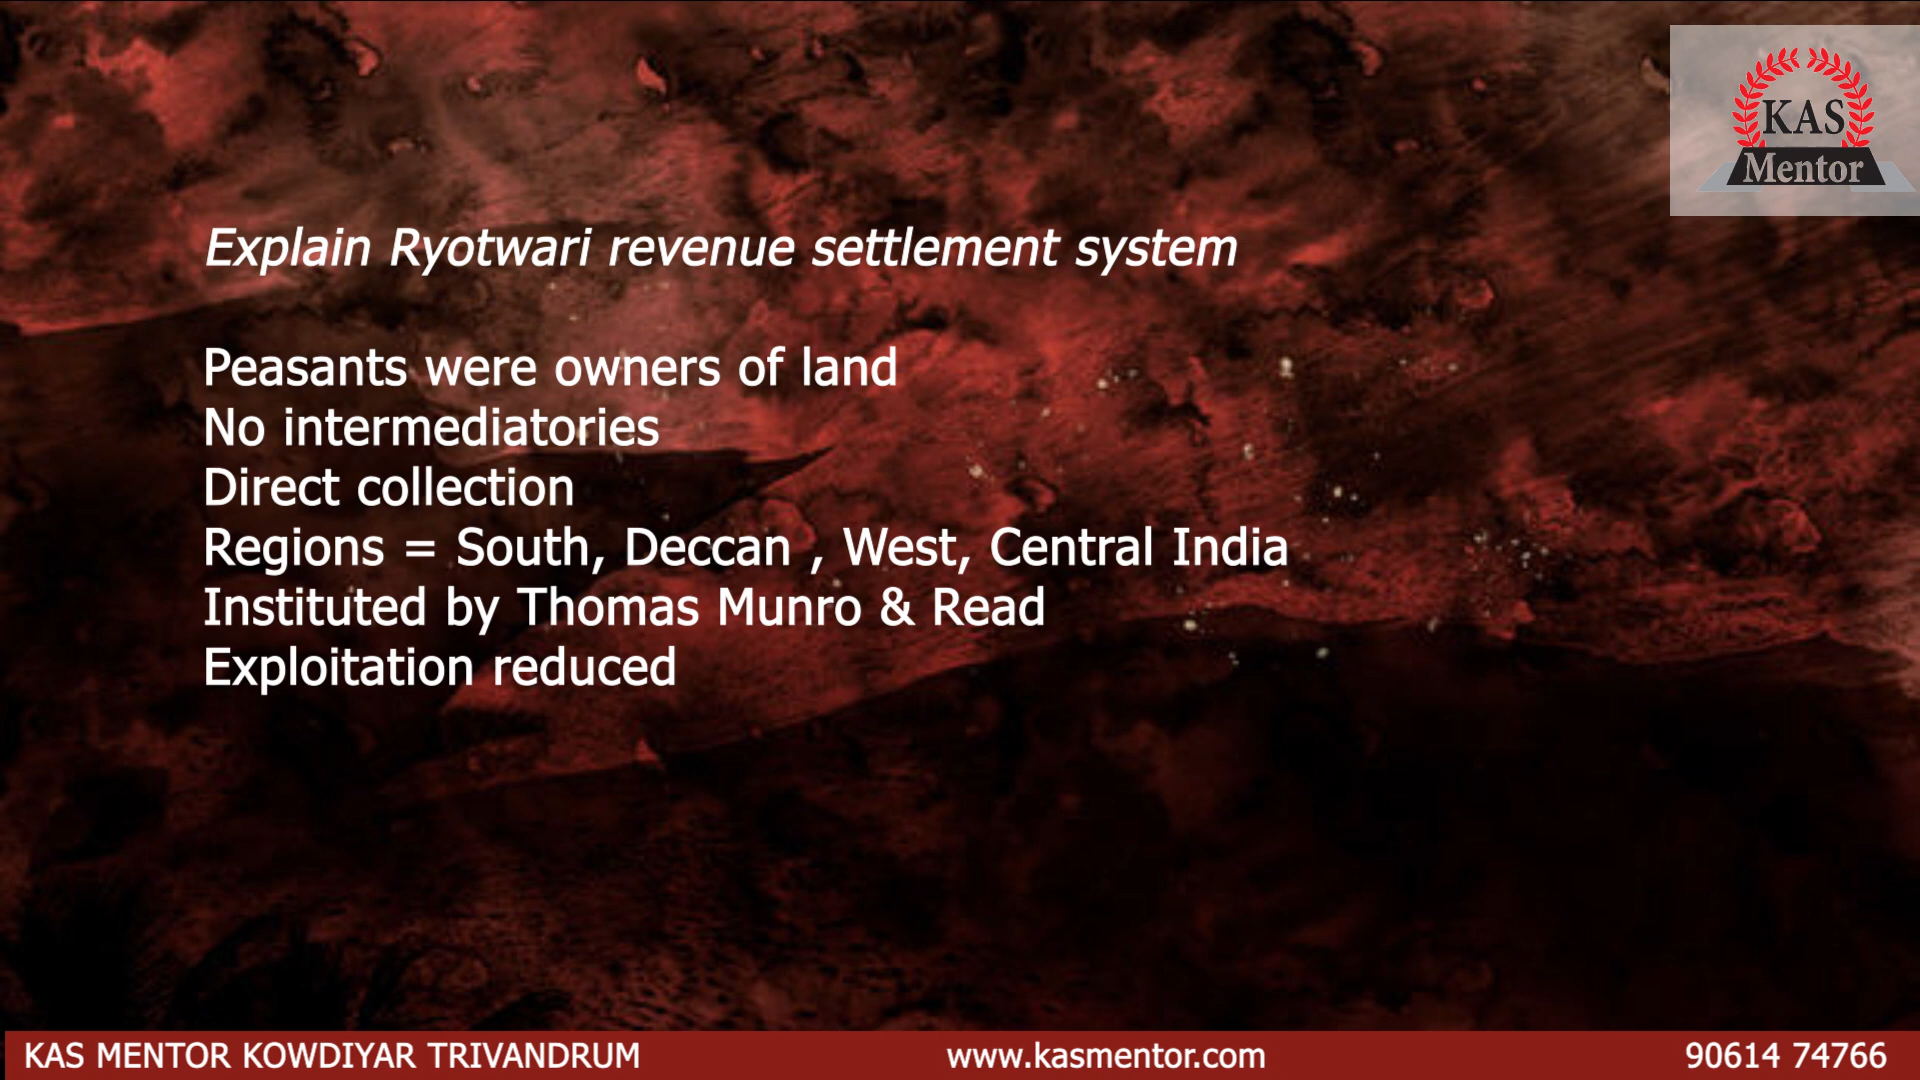 KAS
Mentor
Explain Ryotwari revenue settlement system
Peasants were owners of land
No intermediatories
Direct collection
Regions = South, Deccan , West, Central India
Instituted by Thomas Munro & Read
Exploitation reduced
KAS MENTOR KOWDIYAR TRIVANDRUM www.kasmentor.com 90614 74766